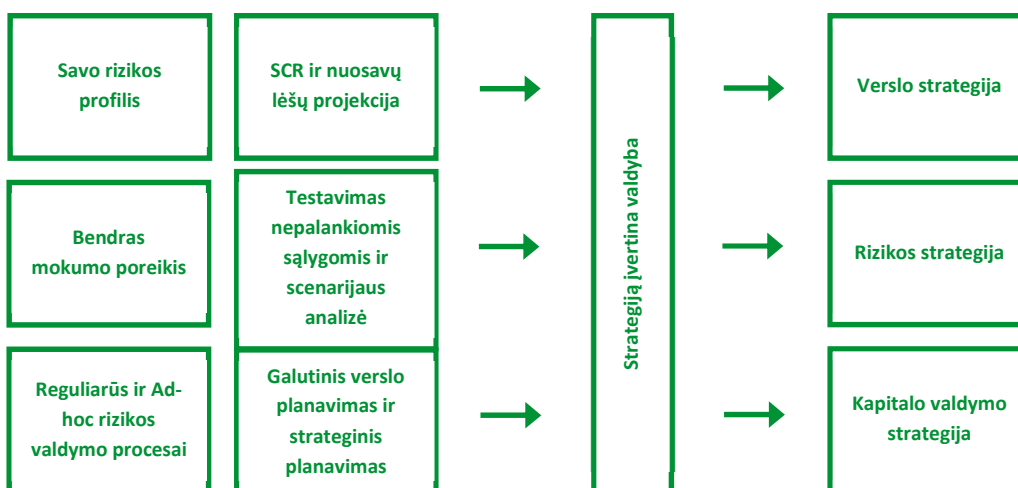 Savo rizikos
profilis
SCR ir nuosavų
lėšų projekcija
Verslo strategija
Bendras
mokumo poreikis
Testavimas
nepalankiomis
sąlygomis ir
scenarijaus
analizė
Strategiją įvertina valdyba
Rizikos strategija
Reguliarūs ir Ad-
hoc rizikos
valdymo procesai
Galutinis verslo
planavimas ir
strateginis
planavimas
Kapitalo valdymo
strategija